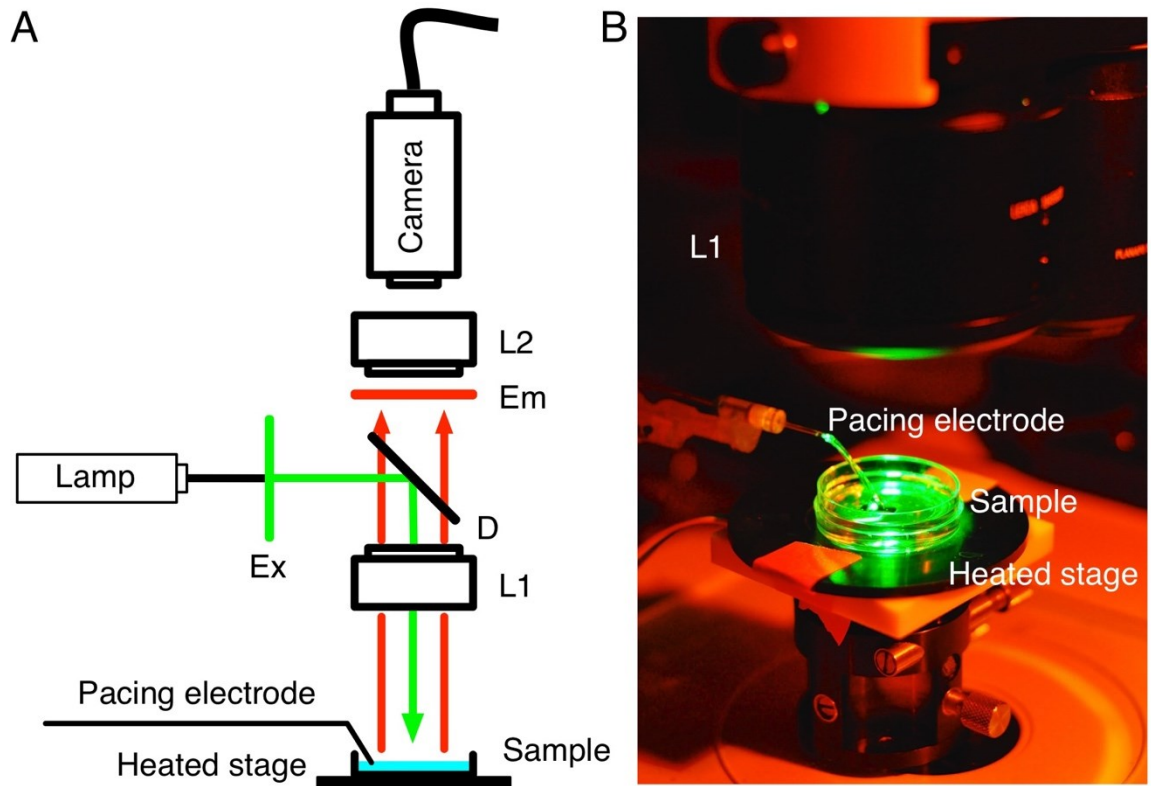 A
Camera
L2
Em
Lamp
D
Ex
L1
Pacing electrode
Heated stage
Sample
B
L1
Pacing electrode
Sample
Heated stage